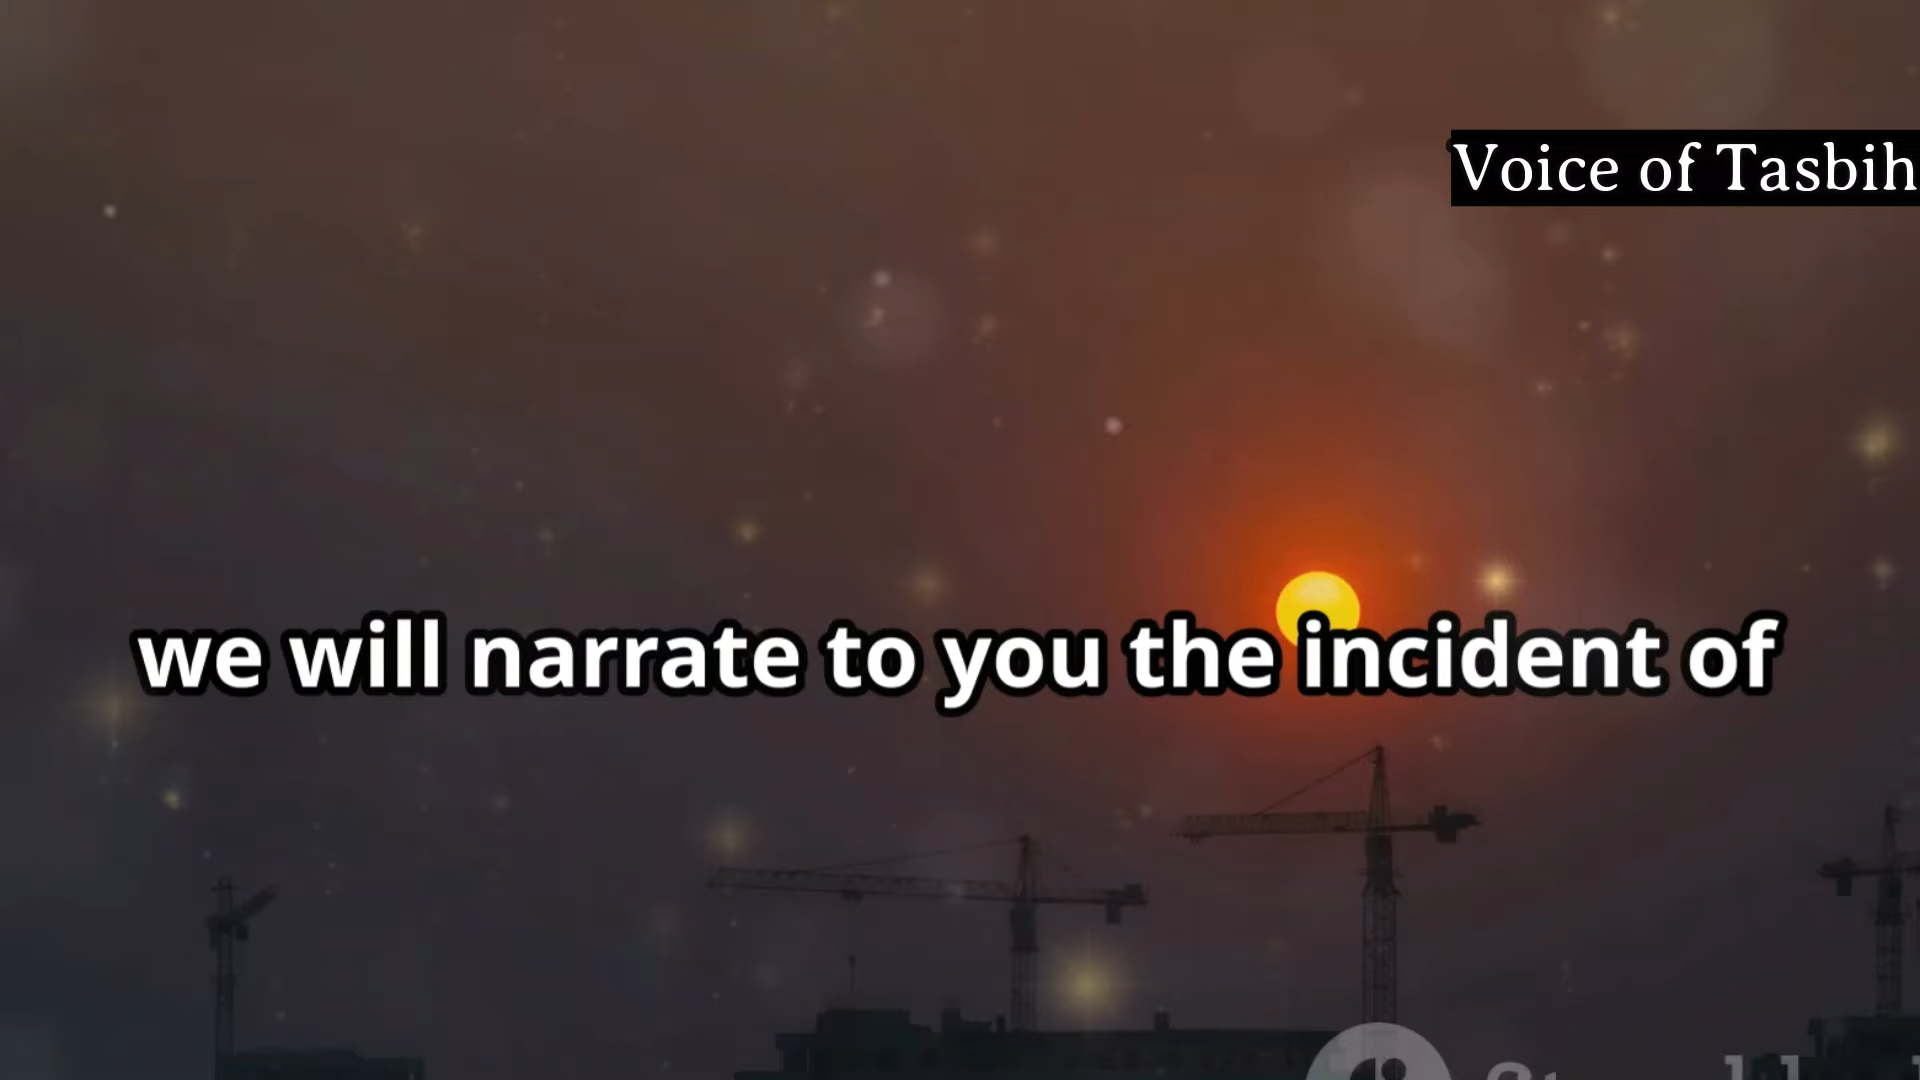 Voice of Tasbih
we will narrate to you the incident of